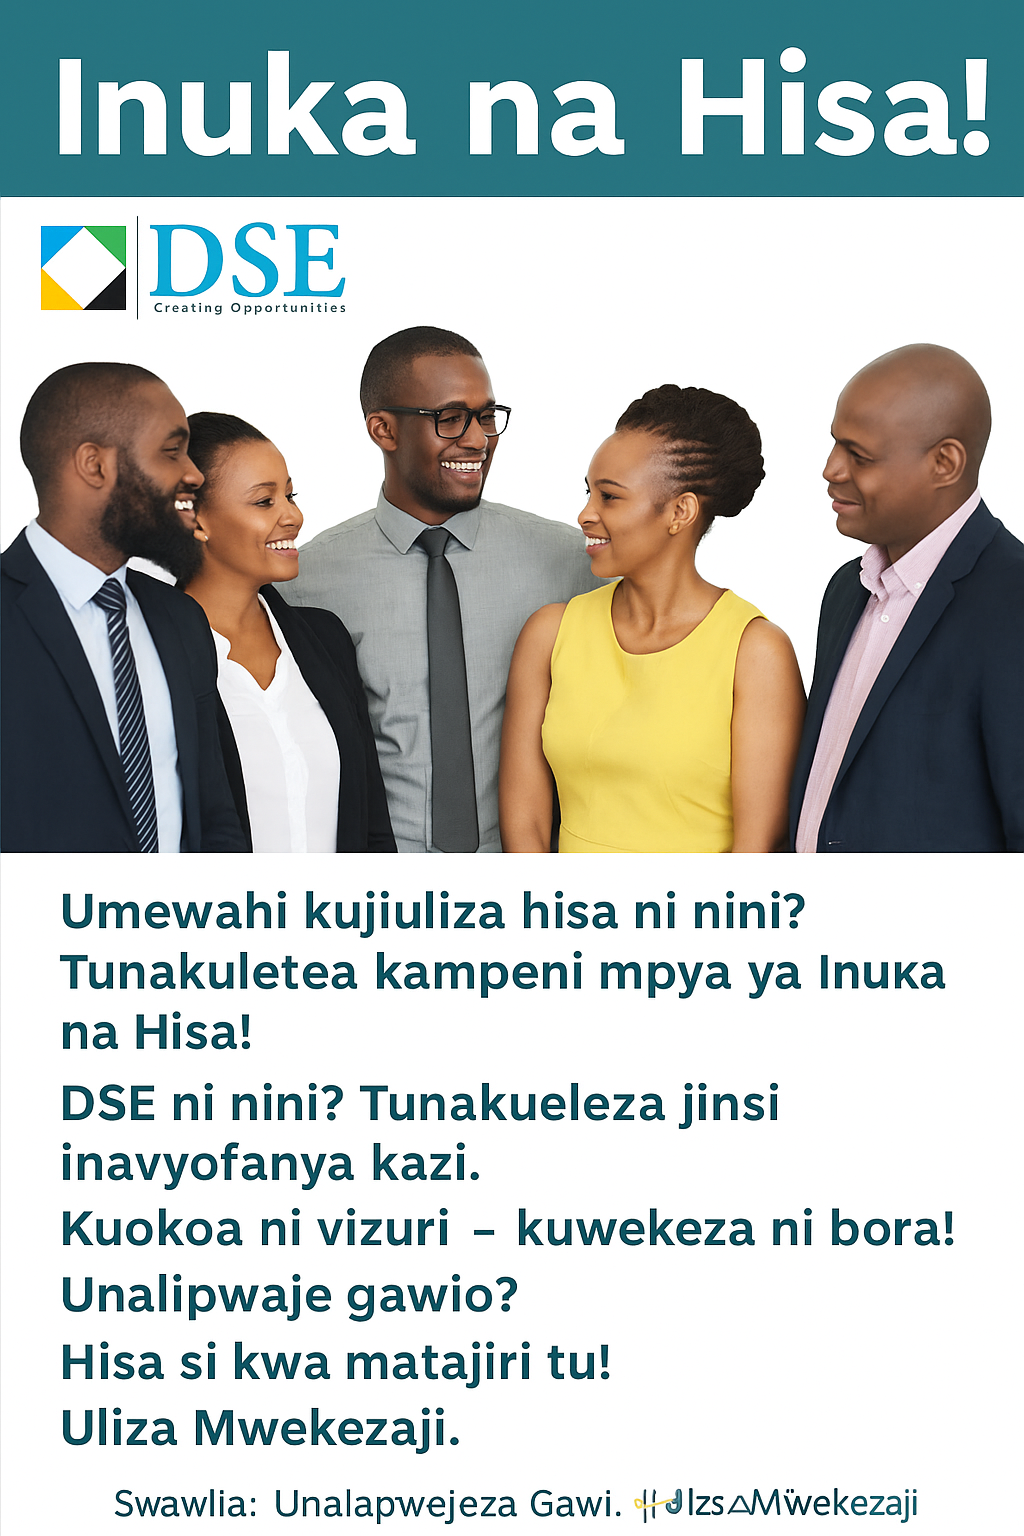 Inuka na Hisa!
DSE
Creating Opportunities
Umewahi kujiuliza hisa ni nini?
Tunakuletea kampeni mpya ya Inuка
na Hisa!
DSE ni nini? Tunakueleza jinsi
inavyofanya kazi.
Kuokoa ni vizuri – kuwekeza ni bora!
Unalipwaje gawio?
Hisa si kwa matajiri tu!
Uliza Mwekezaji.
Swawlia: Unalapwejeza Gawi.